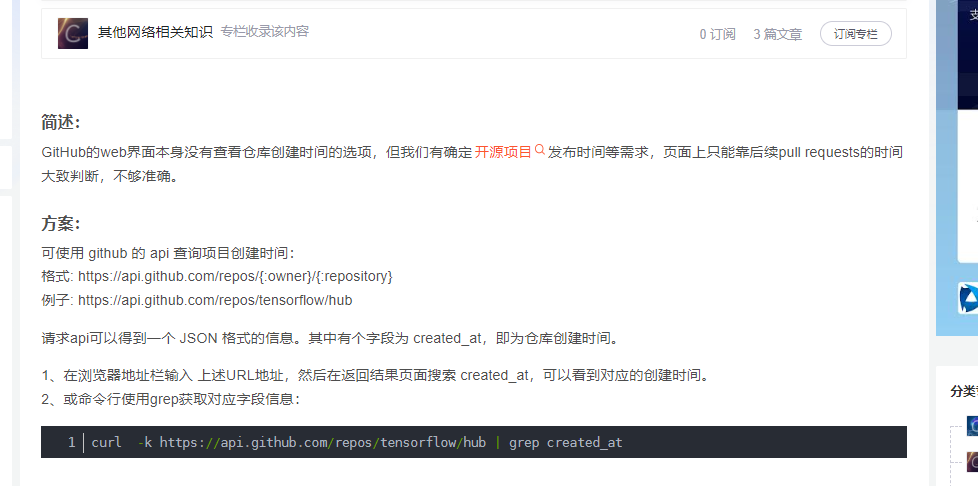 其他网络相关知识 专栏收录该内容
0 订阅 3 篇文章 订阅专栏
简述：
GitHub的web界面本身没有查看仓库创建时间的选项，但我们有确定开源项目发布时间等需求，页面上只能靠后续pull requests的时间
大致判断，不够准确。
方案：
可使用 github 的 api 查询项目创建时间：
格式: https://api.github.com/repos/{:owner}/{:repository}
例子: https://api.github.com/repos/tensorflow/hub
请求api可以得到一个 JSON 格式的信息。其中有个字段为 created_at，即为仓库创建时间。
1、在浏览器地址栏输入 上述URL地址，然后在返回结果页面搜索 created_at，可以看到对应的创建时间。
2、或命令行使用grep获取对应字段信息：
1 curl  -k https://api.github.com/repos/tensorflow/hub | grep created_at
分类